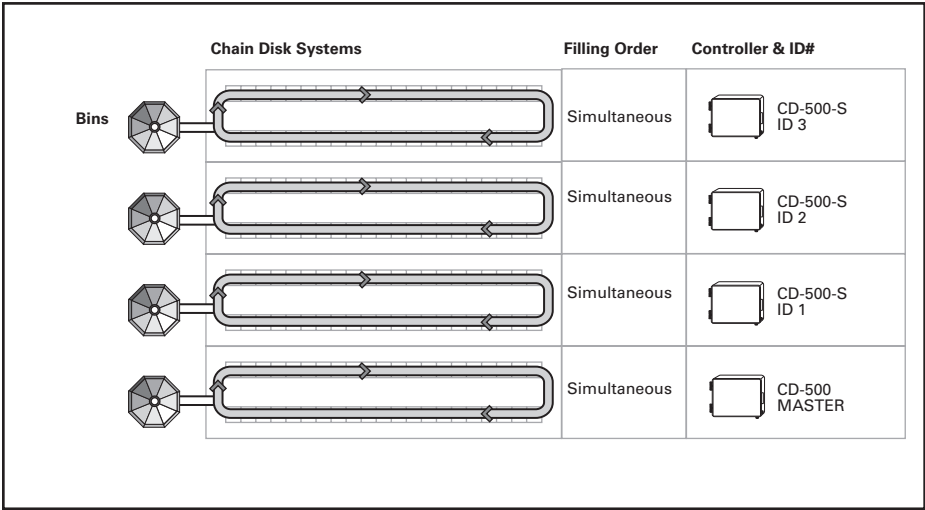 Chain Disk Systems Filling Order Controller & ID#
Bins
Simultaneous
CD-500-S
ID 3
Simultaneous
CD-500-S
ID 2
Simultaneous
CD-500-S
ID 1
Simultaneous
CD-500
MASTER